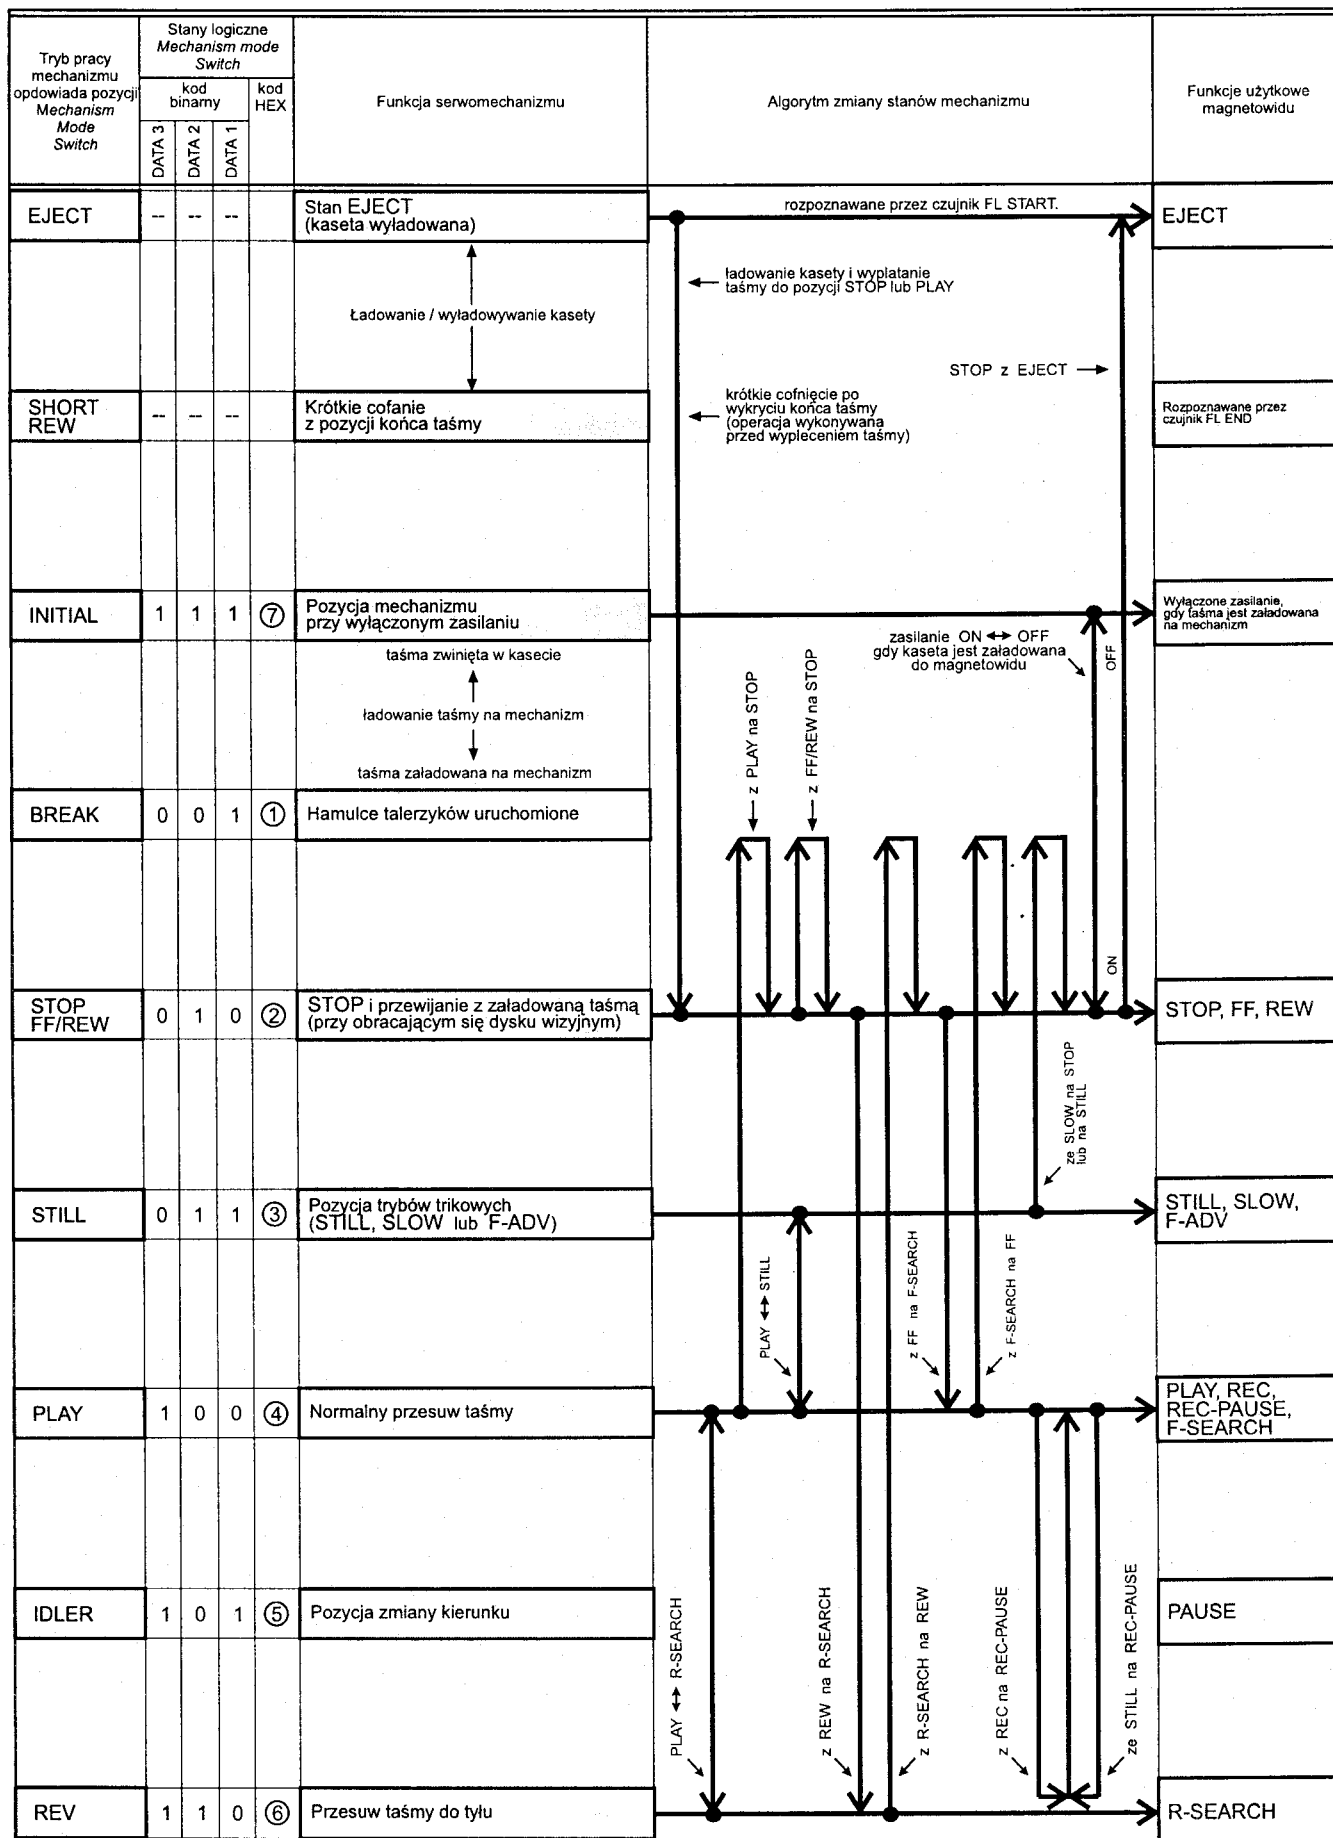 Tryb pracy
mechanizmu
opdowiada pozycji
Mechanism
Mode
Switch
Stany logiczne
Mechanism mode
Switch
kod
binarny
kod
HEX
DATA 3
DATA 2
DATA 1
Funkcja serwomechanizmu
Algorytm zmiany stanów mechanizmu
Funkcje użytkowe
magnetowidu
EJECT
-- -- --
Stan EJECT
(kaseta wyładowana)
rozpoznawane przez czujnik FL START.
EJECT
ładowanie kasety i wyplatanie
taśmy do pozycji STOP lub PLAY
Ładowanie / wyładowywanie kasety
STOP z EJECT
SHORT
REW
-- -- --
Krótkie cofanie
z pozycji końca taśmy
krótkie cofnięcie po
wykryciu końca taśmy
(operacja wykonywana
przed wypleceniem taśmy)
Rozpoznawane przez
czujnik FL END
INITIAL
1 1 1 7
Pozycja mechanizmu
przy wyłączonym zasilaniu
Wyłączone zasilanie,
gdy taśma jest załadowana
na mechanizm
taśma zwinięta w kasecie
ładowanie taśmy na mechanizm
taśma załadowana na mechanizm
z PLAY na STOP
z FF/REW na STOP
zasilanie ON ↔ OFF
gdy kaseta jest załadowana
do magnetowidu
OFF
BREAK
0 0 1 1
Hamulce talerzyków uruchomione
ON
STOP
FF/REW
0 1 0 2
STOP i przewijanie z załadowaną taśmą
(przy obracającym się dysku wizyjnym)
STOP, FF, REW
ze SLOW na STOP
lub na STILL
STILL
0 1 1 3
Pozycja trybów trikowych
(STILL, SLOW lub F-ADV)
STILL, SLOW,
F-ADV
PLAY ↔ STILL
z FF na F-SEARCH
z F-SEARCH na FF
PLAY
1 0 0 4
Normalny przesuw taśmy
PLAY, REC,
REC-PAUSE,
F-SEARCH
IDLER
1 0 1 5
Pozycja zmiany kierunku
PAUSE
PLAY ↔ R-SEARCH
z REW na R-SEARCH
z R-SEARCH na REW
z REC na REC-PAUSE
ze STILL na REC-PAUSE
REV
1 1 0 6
Przesuw taśmy do tyłu
R-SEARCH